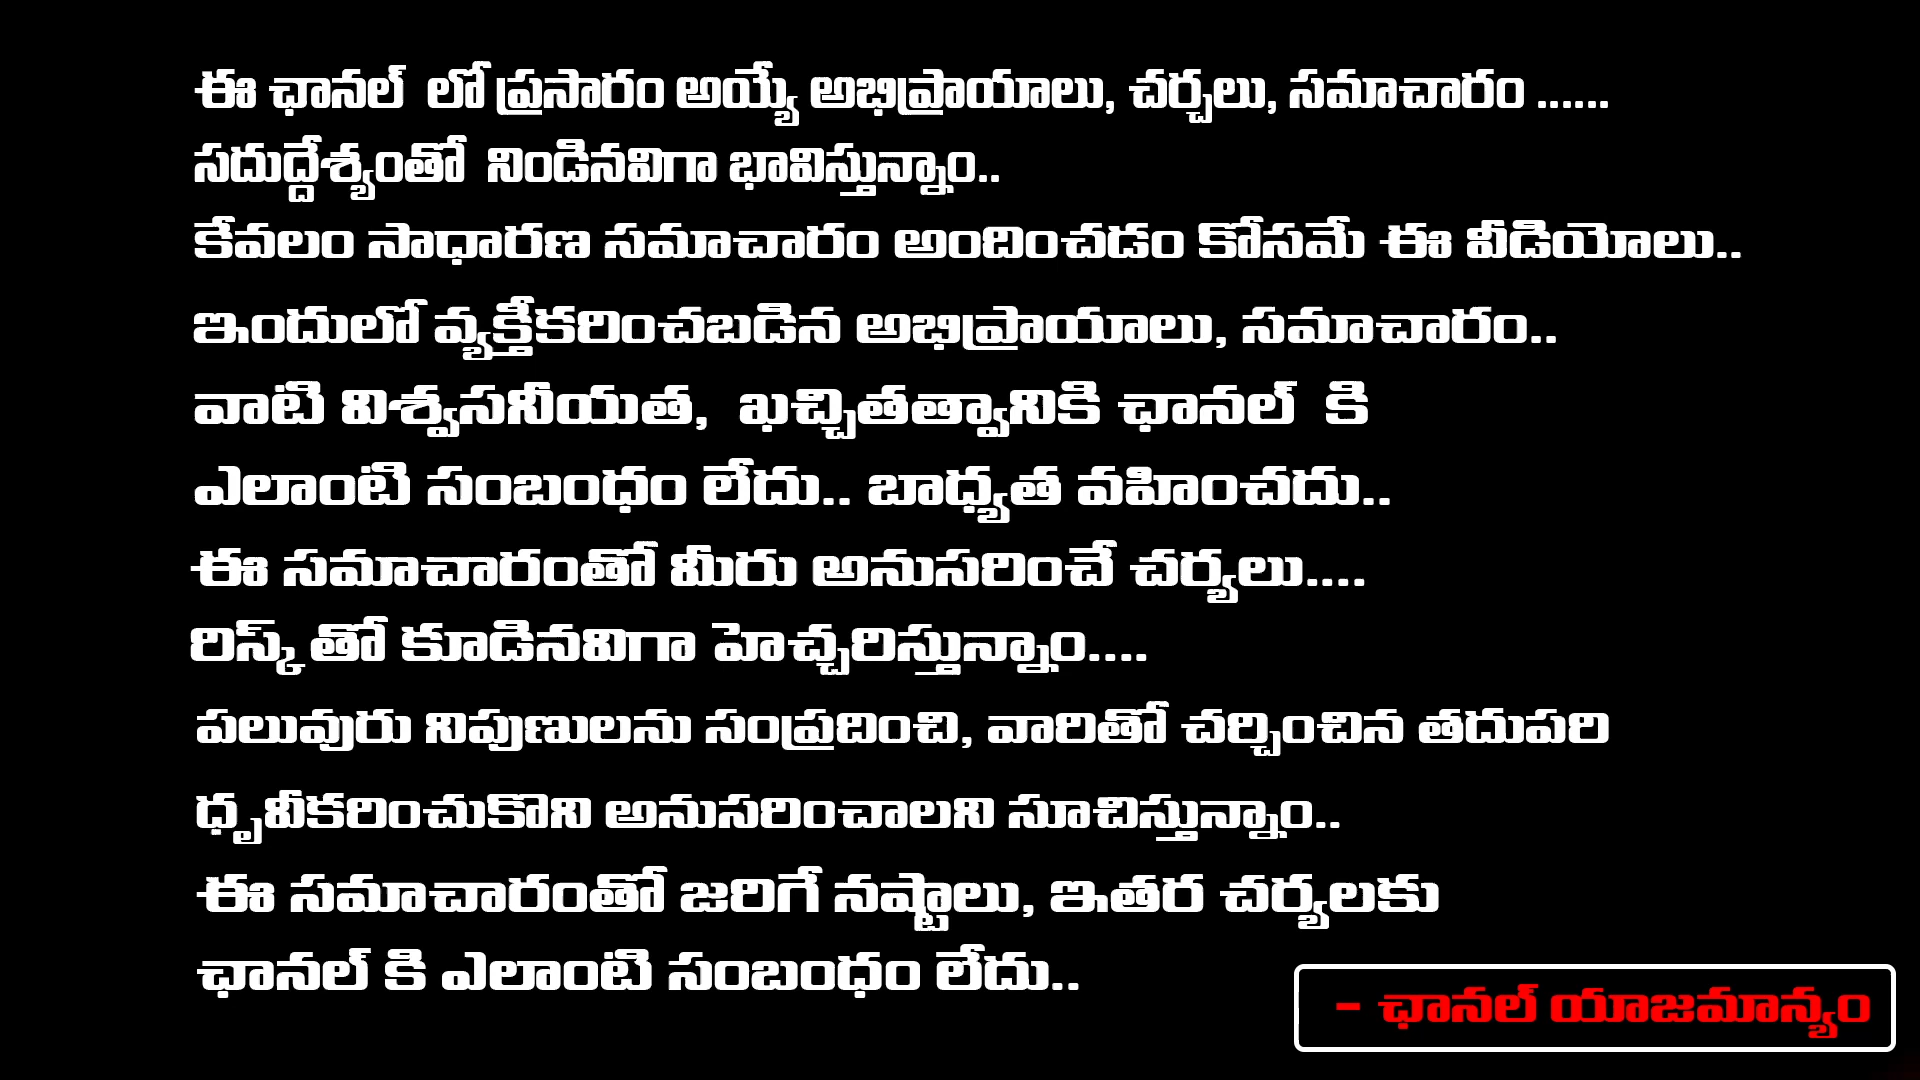 ఈ ఛానల్ లో ప్రసారం అయ్యే అభిప్రాయాలు, చర్చలు, సమాచారం ......
సదుద్దేశ్యంతో నిండినవిగా భావిస్తున్నాం..
కేవలం సాధారణ సమాచారం అందించడం కోసమే ఈ వీడియోలు..
ఇందులో వ్యక్తీకరించబడిన అభిప్రాయాలు, సమాచారం..
వాటి విశ్వసనీయత, ఖచ్చితత్వానికి ఛానల్ కి
ఎలాంటి సంబంధం లేదు.. బాధ్యత వహించదు..
ఈ సమాచారంతో మీరు అనుసరించే చర్యలు....
రిస్క్ తో కూడినవిగా హెచ్చరిస్తున్నాం....
పలువురు నిపుణులను సంప్రదించి, వారితో చర్చించిన తదుపరి
ధృవీకరించుకొని అనుసరించాలని సూచిస్తున్నాం..
ఈ సమాచారంతో జరిగే నష్టాలు, ఇతర చర్యలకు
ఛానల్ కి ఎలాంటి సంబంధం లేదు..
- ఛానల్ యాజమాన్యం